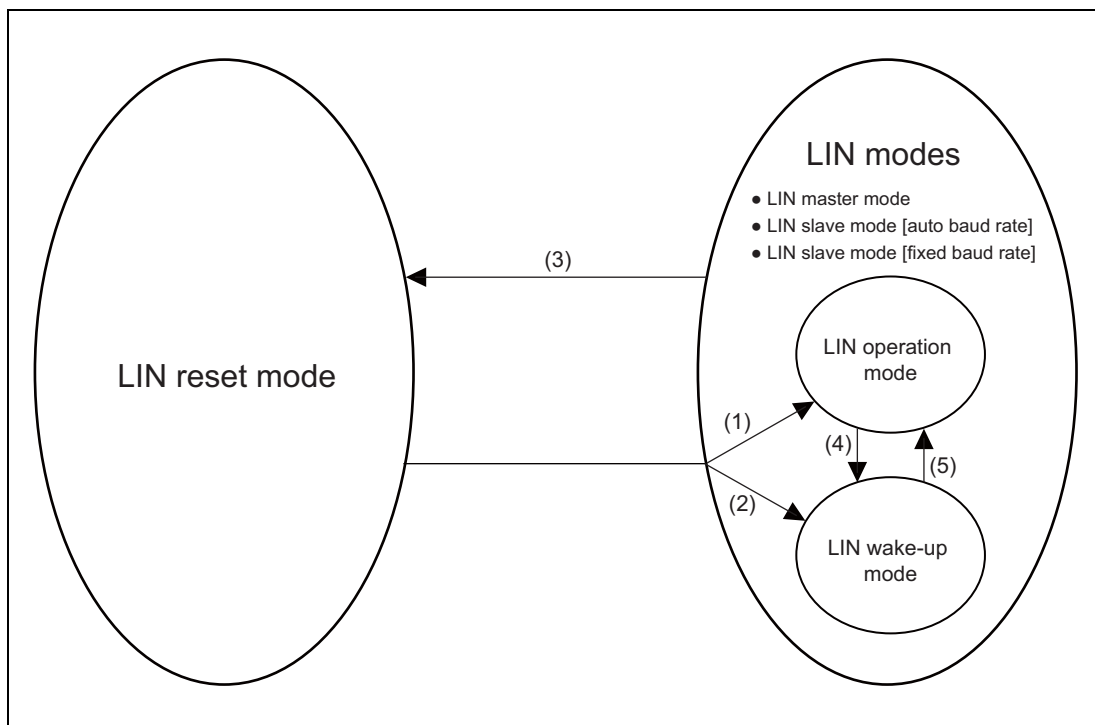 LIN reset mode
(3)
LIN modes
● LIN master mode
● LIN slave mode [auto baud rate]
● LIN slave mode [fixed baud rate]
LIN operation
mode
(1)
(2)
(4)
(5)
LIN wake-up
mode